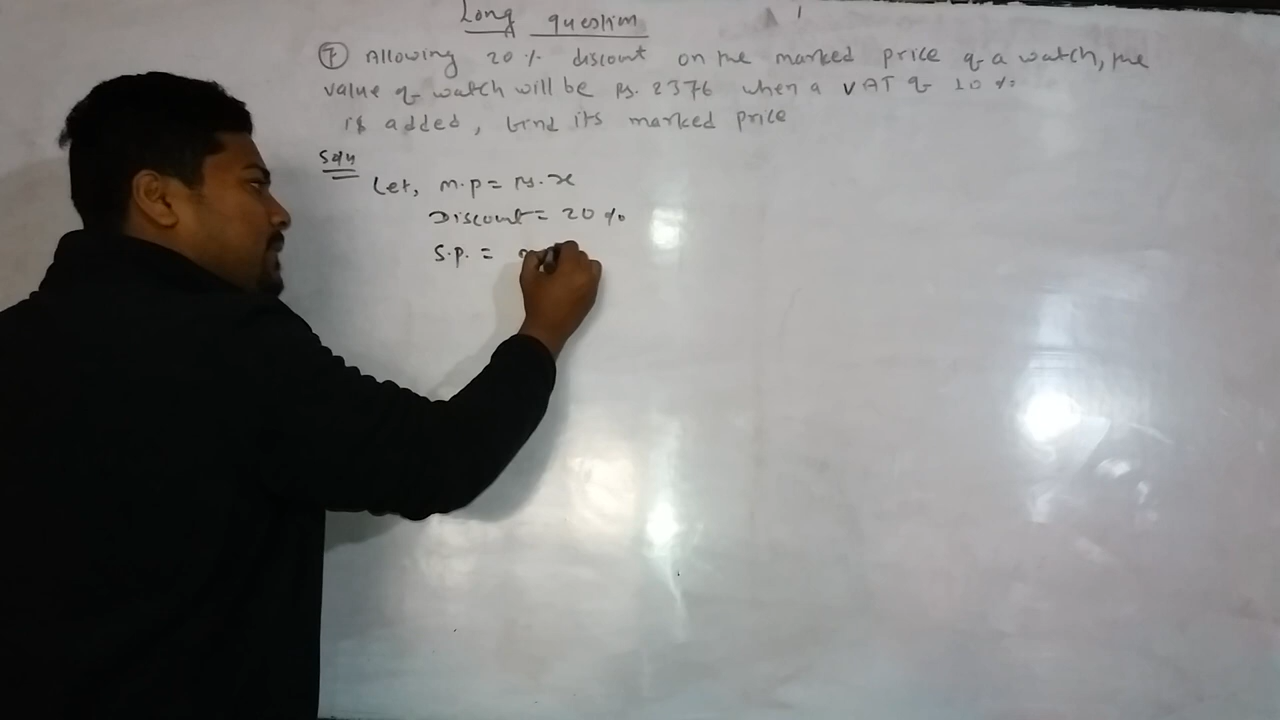 Long question
⑦ Allowing 20% discount on the marked price of a watch, the
value of watch will be Rs. 2376 when a VAT of 10%
is added, find its marked price
Soln
Let, m.p = Rs. x
Discount = 20%
S.p. =